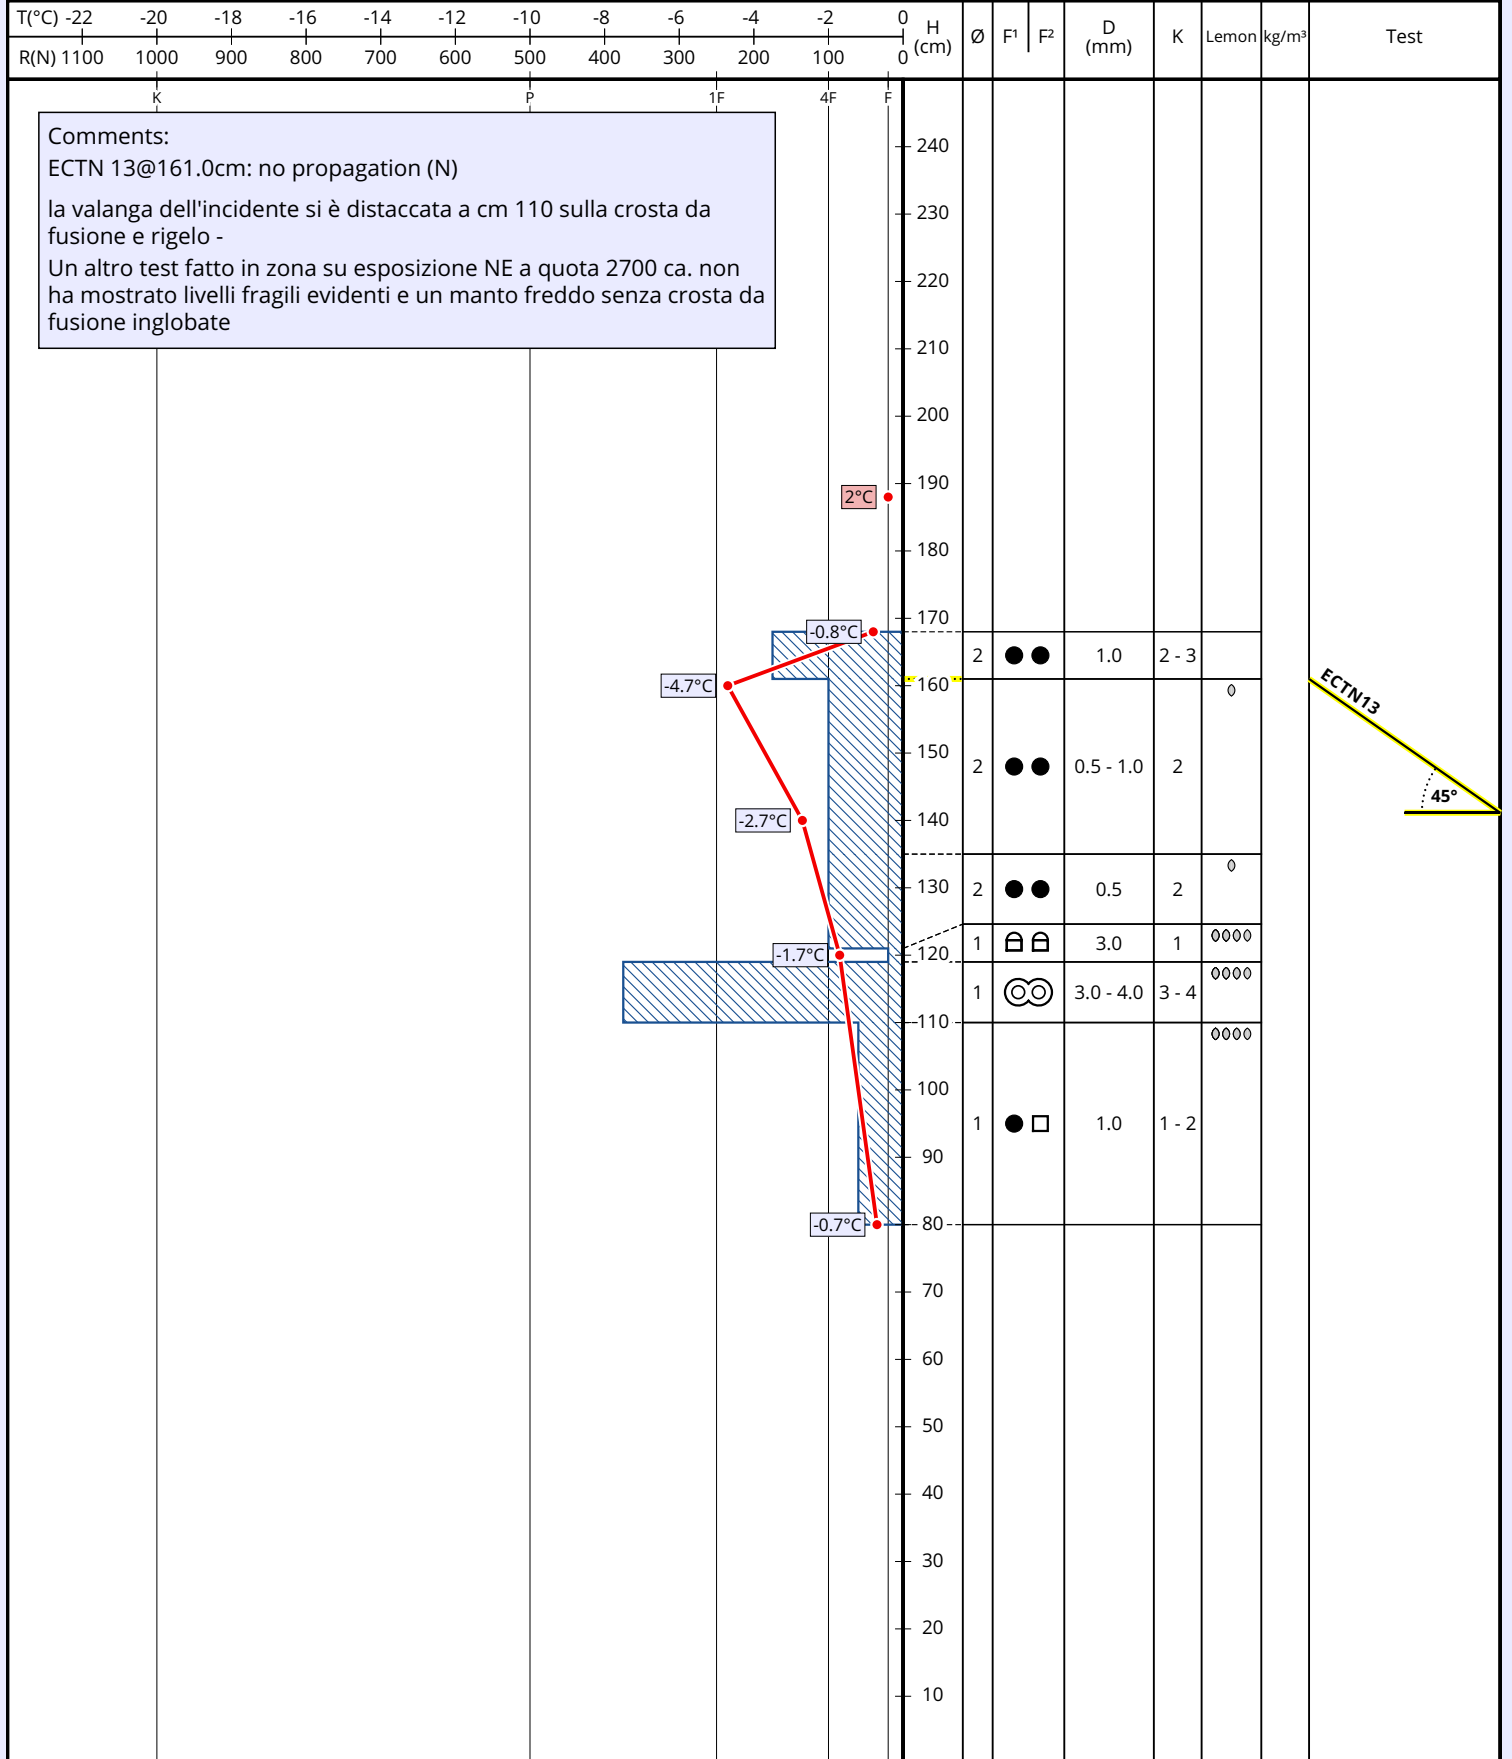 T(°C) -22 -20 -18 -16 -14 -12 -10 -8 -6 -4 -2 0
R(N) 1100 1000 900 800 700 600 500 400 300 200 100 0
H (cm) Ø F¹ F² D (mm) K Lemon kg/m³ Test
K P 1F 4F F
Comments:
ECTN 13@161.0cm: no propagation (N)
la valanga dell'incidente si è distaccata a cm 110 sulla crosta da
fusione e rigelo -
Un altro test fatto in zona su esposizione NE a quota 2700 ca. non
ha mostrato livelli fragili evidenti e un manto freddo senza crosta da
fusione inglobate
240
230
220
210
200
190
2°C
180
170
-0.8°C
2 1.0 2 - 3
-4.7°C 160
ECTN13
150
2 0.5 - 1.0 2
45°
-2.7°C 140
130
2 0.5 2
1 3.0 1
-1.7°C 120
1 3.0 - 4.0 3 - 4
110
100
1 1.0 1 - 2
90
-0.7°C 80
70
60
50
40
30
20
10